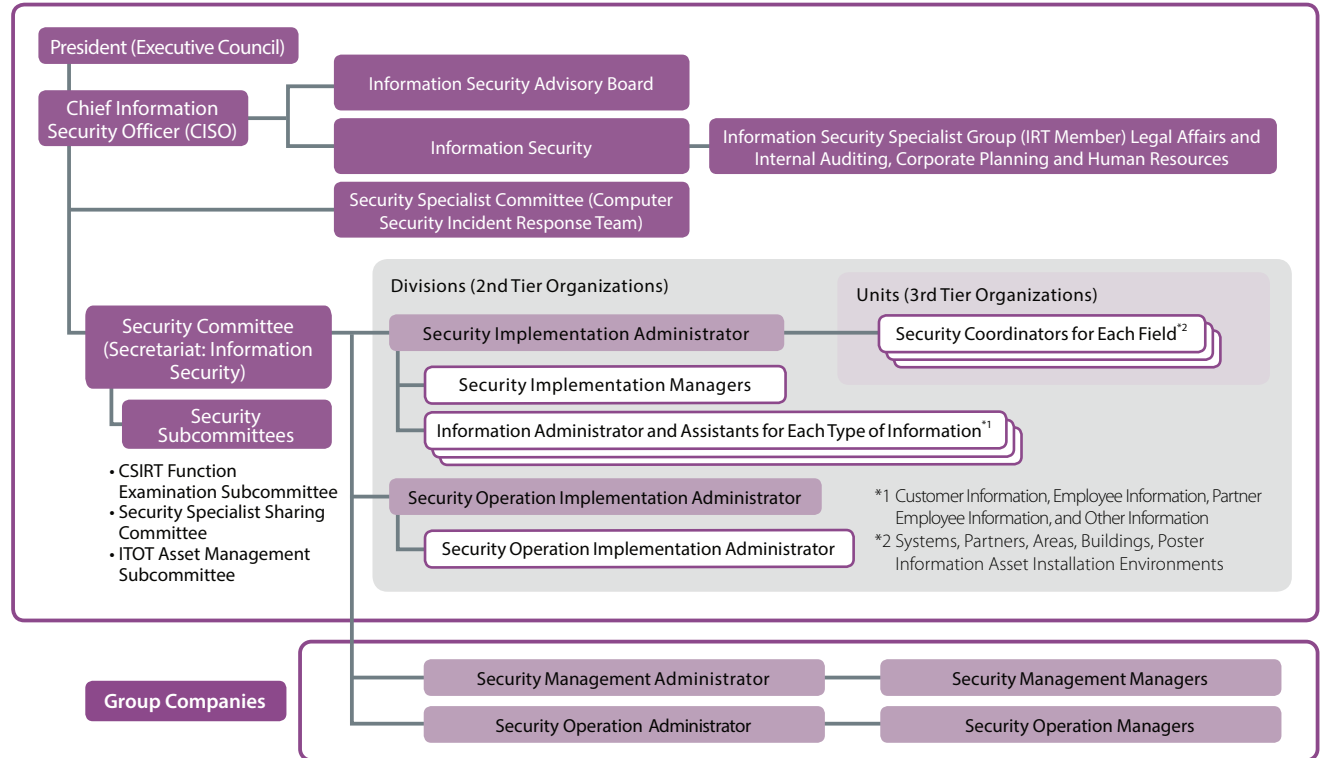 President (Executive Council)
Chief Information
Security Officer (CISO)
Information Security Advisory Board
Information Security
Information Security Specialist Group (IRT Member) Legal Affairs and
Internal Auditing, Corporate Planning and Human Resources
Security Specialist Committee (Computer
Security Incident Response Team)
Security Committee
(Secretariat: Information
Security)
Security
Subcommittees
• CSIRT Function
Examination Subcommittee
• Security Specialist Sharing
Committee
• ITOT Asset Management
Subcommittee
Divisions (2nd Tier Organizations)
Security Implementation Administrator
Security Implementation Managers
Information Administrator and Assistants for Each Type of Information*1
Security Operation Implementation Administrator
Security Operation Implementation Administrator
Units (3rd Tier Organizations)
Security Coordinators for Each Field*2
*1 Customer Information, Employee Information, Partner
Employee Information, and Other Information
*2 Systems, Partners, Areas, Buildings, Poster
Information Asset Installation Environments
Group Companies
Security Management Administrator
Security Management Managers
Security Operation Administrator
Security Operation Managers